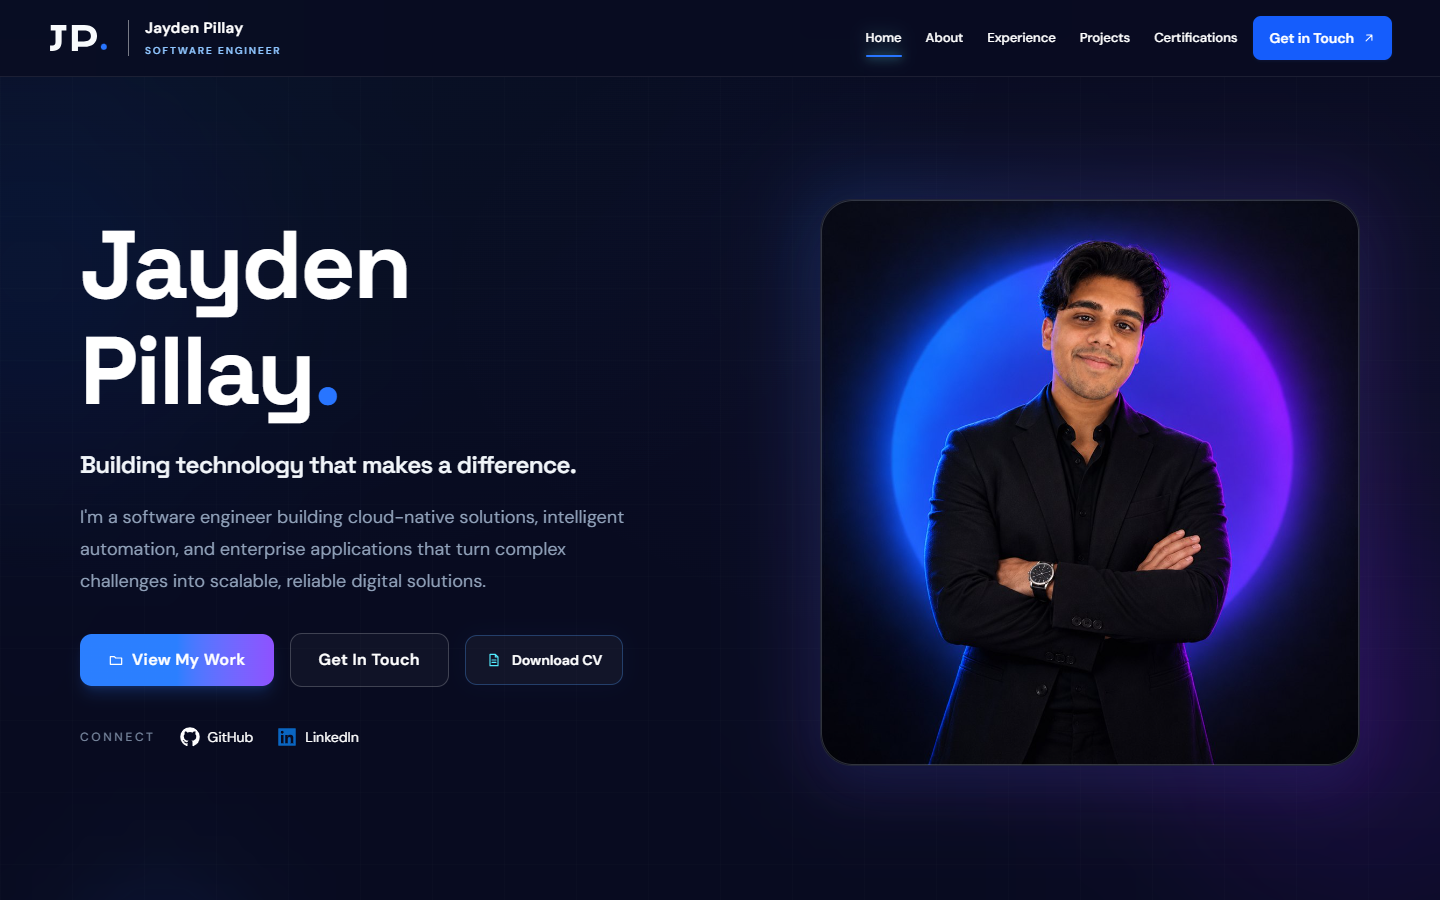 JP.
Jayden Pillay
SOFTWARE ENGINEER
Home
About
Experience
Projects
Certifications
Get in Touch
Jayden
Pillay.
Building technology that makes a difference.
I'm a software engineer building cloud-native solutions, intelligent
automation, and enterprise applications that turn complex
challenges into scalable, reliable digital solutions.
View My Work
Get In Touch
Download CV
CONNECT
GitHub
LinkedIn